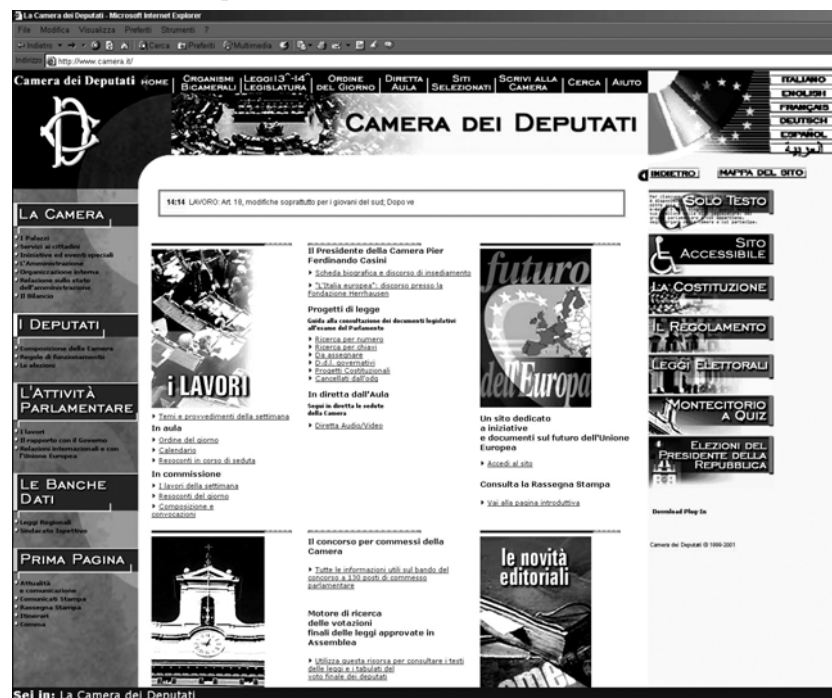 La Camera dei Deputati - Microsoft Internet Explorer
File Modifica Visualizza Preferiti Strumenti ?
Indietro Cerca Preferiti Multimedia
Indirizzo http://www.camera.it/
Camera dei Deputati
HOME
ORGANISMI BICAMERALI
LEGGI13^-14^ LEGISLATURA
ORDINE DEL GIORNO
DIRETTA AULA
SITI SELEZIONATI
SCRIVI ALLA CAMERA
CERCA
AIUTO
CAMERA DEI DEPUTATI
ITALIANO
ENGLISH
FRANÇAIS
DEUTSCH
ESPAÑOL
العربية
INDIETRO
MAPPA DEL SITO
14:14 LAVORO: Art. 18, modifiche soprattutto per i giovani del sud; Dopo ve
LA CAMERA
I Palazzi
Servizi ai cittadini
Iniziative ed eventi speciali
L'Amministrazione
Organizzazione interna
Relazione sullo stato
dell'amministrazione
Il Bilancio
I DEPUTATI
Composizione della Camera
Regole di funzionamento
Le elezioni
L'ATTIVITÀ
PARLAMENTARE
I lavori
Il rapporto con il Governo
Relazioni internazionali e con
l'Unione Europea
LE BANCHE
DATI
Leggi Regionali
Sindacato Ispettivo
PRIMA PAGINA
Attualità
e comunicazione
Comunicati Stampa
Rassegna Stampa
Itinerari
Connessa
i LAVORI
Temi e provvedimenti della settimana
In aula
Ordine del giorno
Calendario
Resoconti in corso di seduta
In commissione
I lavori della settimana
Resoconti del giorno
Composizione e
convocazioni
Il Presidente della Camera Pier
Ferdinando Casini
Scheda biografica e discorso di insediamento
"L'Italia europea": discorso presso la
Fondazione Herrhausen
Progetti di legge
Guida alla consultazione dei documenti legislativi
all'esame del Parlamento
Ricerca per numero
Ricerca per chiavi
Da assegnare
D.d.l. governativi
Progetti Costituzionali
Cancellati dall'odg
In diretta dall'Aula
Segui in diretta le sedute
della Camera
Diretta Audio/Video
futuro
dell'Europa
Un sito dedicato
a iniziative
e documenti sul futuro dell'Unione
Europea
Accedi al sito
Consulta la Rassegna Stampa
Vai alla pagina introduttiva
SOLO TESTO
SITO
ACCESSIBILE
LA COSTITUZIONE
IL REGOLAMENTO
LEGGI ELETTORALI
MONTECITORIO
A QUIZ
ELEZIONI DEL
PRESIDENTE DELLA
REPUBBLICA
Download Plug-In
Camera dei Deputati © 1999-2001
Il concorso per commessi della
Camera
Tutte le informazioni utili sul bando del
concorso a 130 posti di commesso
parlamentare
Motore di ricerca
delle votazioni
finali delle leggi approvate in
Assemblea
Utilizza questa risorsa per consultare i testi
delle leggi e i tabulati del
voto finale dei deputati
le novità
editoriali
Sei in: La Camera dei Deputati